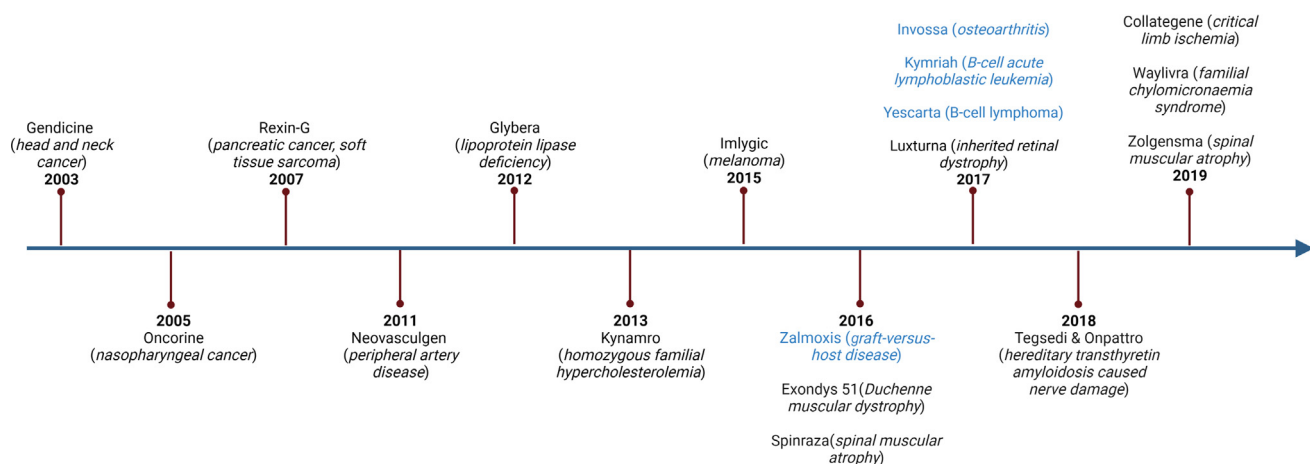 Gendicine
(head and neck
cancer)
2003
2005
Oncorine
(nasopharyngeal cancer)
Rexin-G
(pancreatic cancer, soft
tissue sarcoma)
2007
2011
Neovasculgen
(peripheral artery
disease)
Glybera
(lipoprotein lipase
deficiency)
2012
2013
Kynamro
(homozygous familial
hypercholesterolemia)
Imlygic
(melanoma)
2015
2016
Zalmoxis (graft-versus-
host disease)
Exondys 51(Duchenne
muscular dystrophy)
Spinraza(spinal muscular
atrophy)
Invossa (osteoarthritis)
Kymriah (B-cell acute
lymphoblastic leukemia)
Yescarta (B-cell lymphoma)
Luxturna (inherited retinal
dystrophy)
2017
2018
Tegsedi & Onpattro
(hereditary transthyretin
amyloidosis caused
nerve damage)
Collategene (critical
limb ischemia)
Waylivra (familial
chylomicronaemia
syndrome)
Zolgensma (spinal
muscular atrophy)
2019